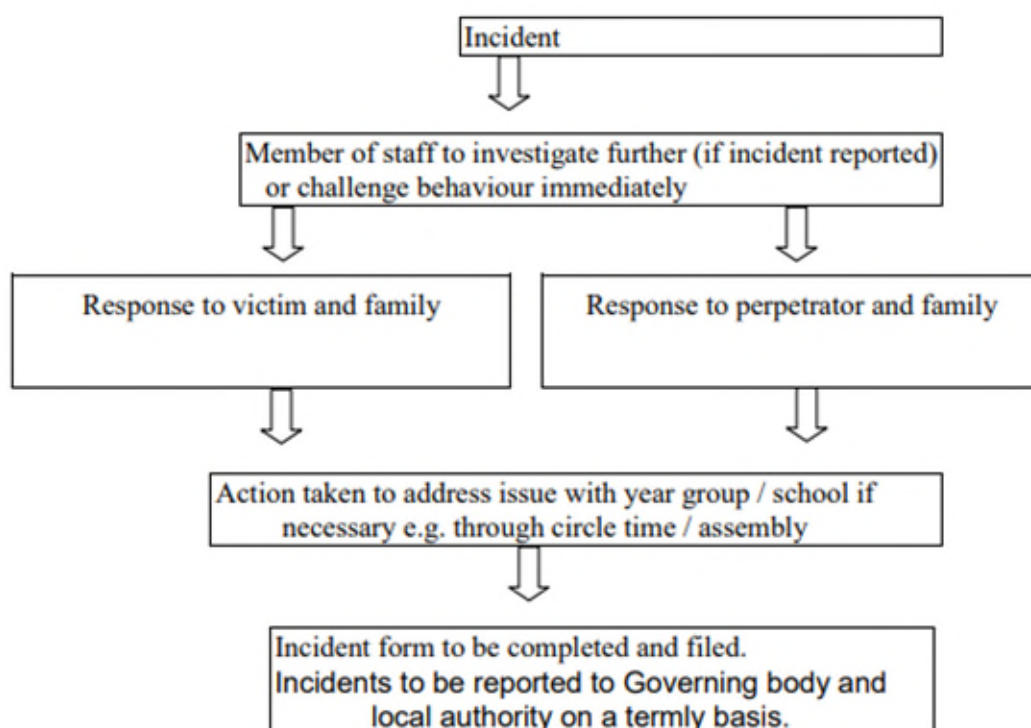 Incident
Member of staff to investigate further (if incident reported)
or challenge behaviour immediately
Response to victim and family
Response to perpetrator and family
Action taken to address issue with year group / school if
necessary e.g. through circle time / assembly
Incident form to be completed and filed.
Incidents to be reported to Governing body and
local authority on a termly basis.